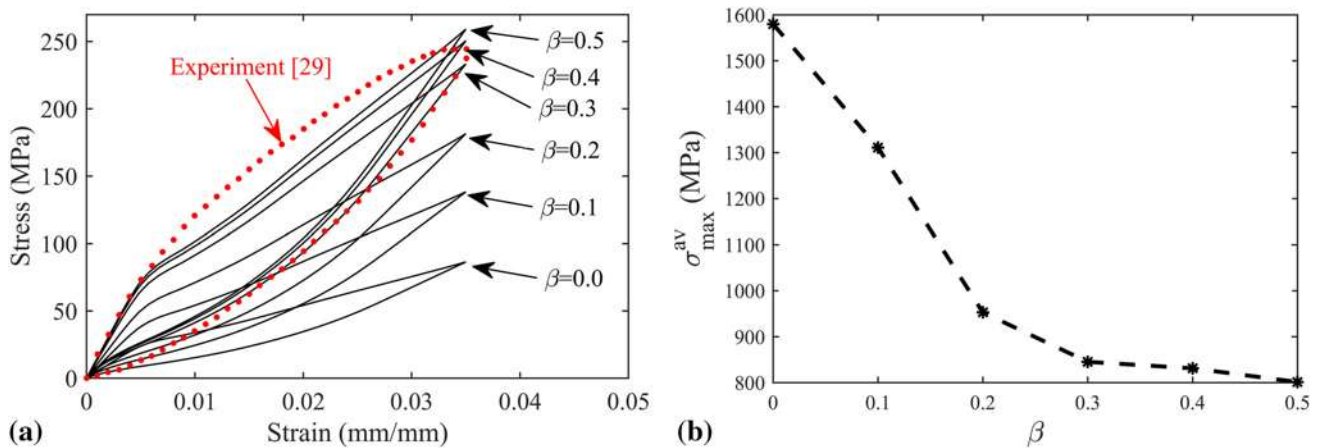 250
200
150
100
50
0
Stress (MPa)
Experiment [29]
β=0.5
β=0.4
β=0.3
β=0.2
β=0.1
β=0.0
0 0.01 0.02 0.03 0.04 0.05
Strain (mm/mm)
(a)
1600
1500
1400
1300
1200
1100
1000
900
800
σ^av_max (MPa)
0 0.1 0.2 0.3 0.4 0.5
β
(b)